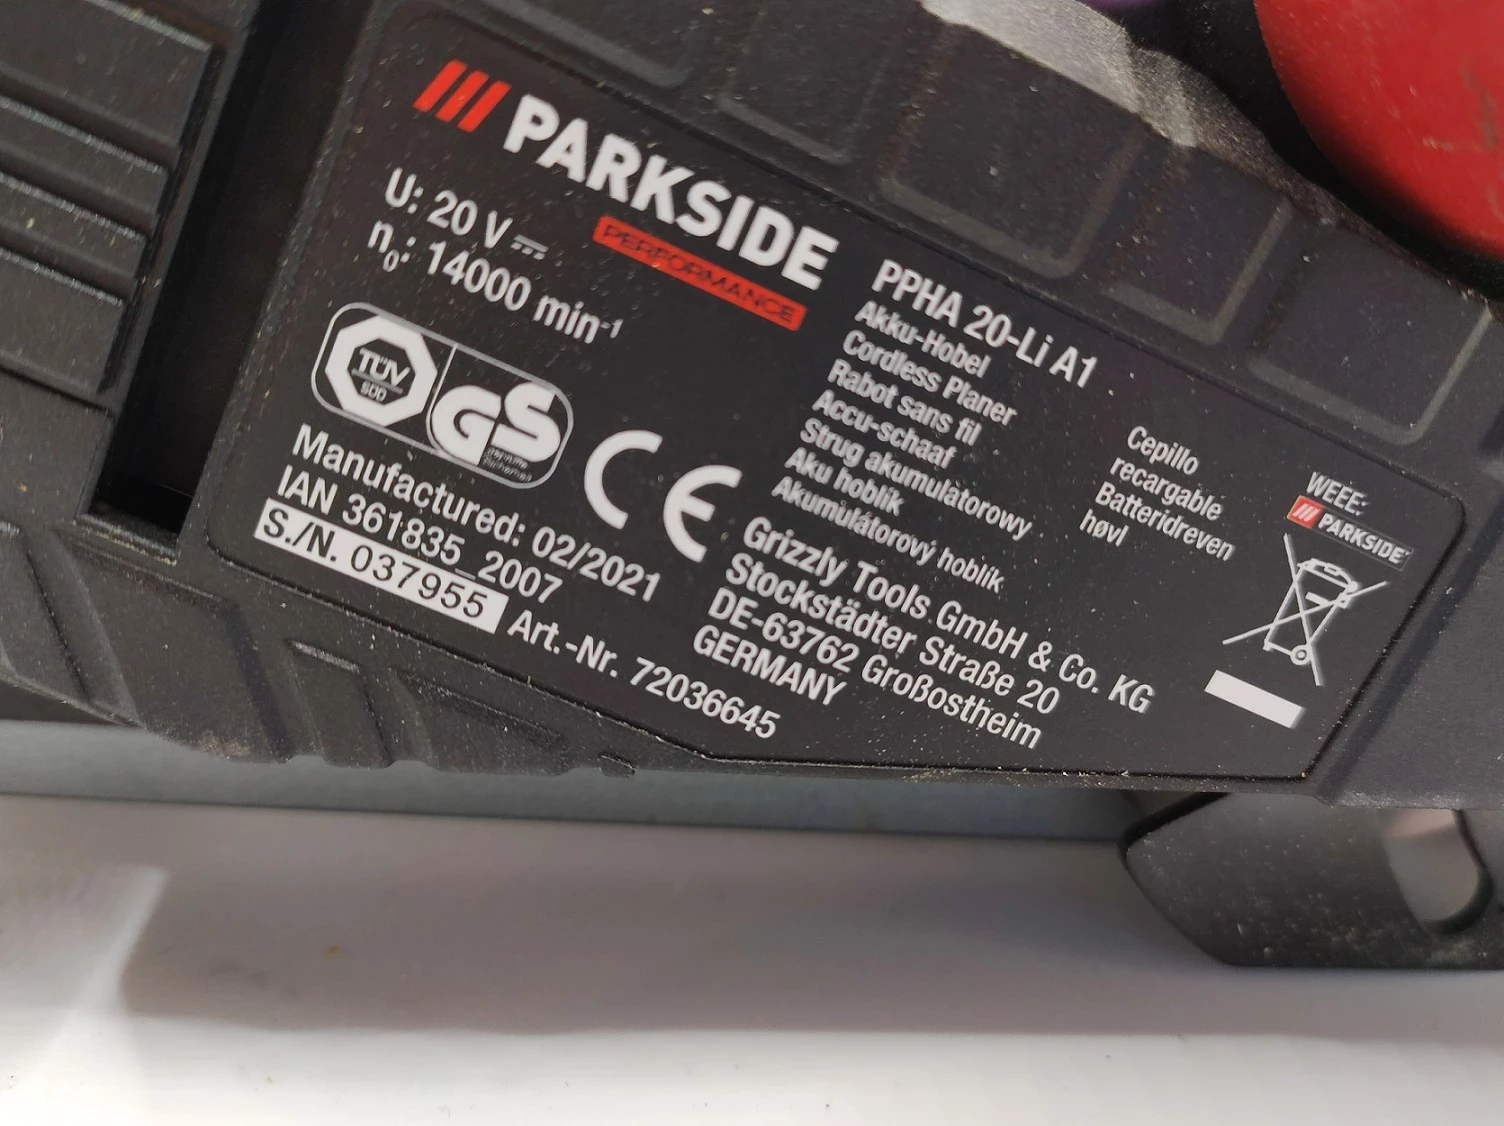 PARKSIDE
PERFORMANCE
U: 20 V
n0: 14000 min-1
TÜV
SÜD
GS
geprüfte
Sicherheit
CE
Manufactured: 02/2021
IAN 361835_2007
S./N. 037955 Art.-Nr. 72036645
PPHA 20-Li A1
Akku-Hobel
Cordless Planer
Rabot sans fil
Accu-schaaf
Strug akumulatorowy
Aku hoblík
Akumulátorový hoblík
Cepillo
recargable
Batteridreven
høvl
Grizzly Tools GmbH & Co. KG
Stockstädter Straße 20
DE-63762 Großostheim
GERMANY
WEEE:
PARKSIDE